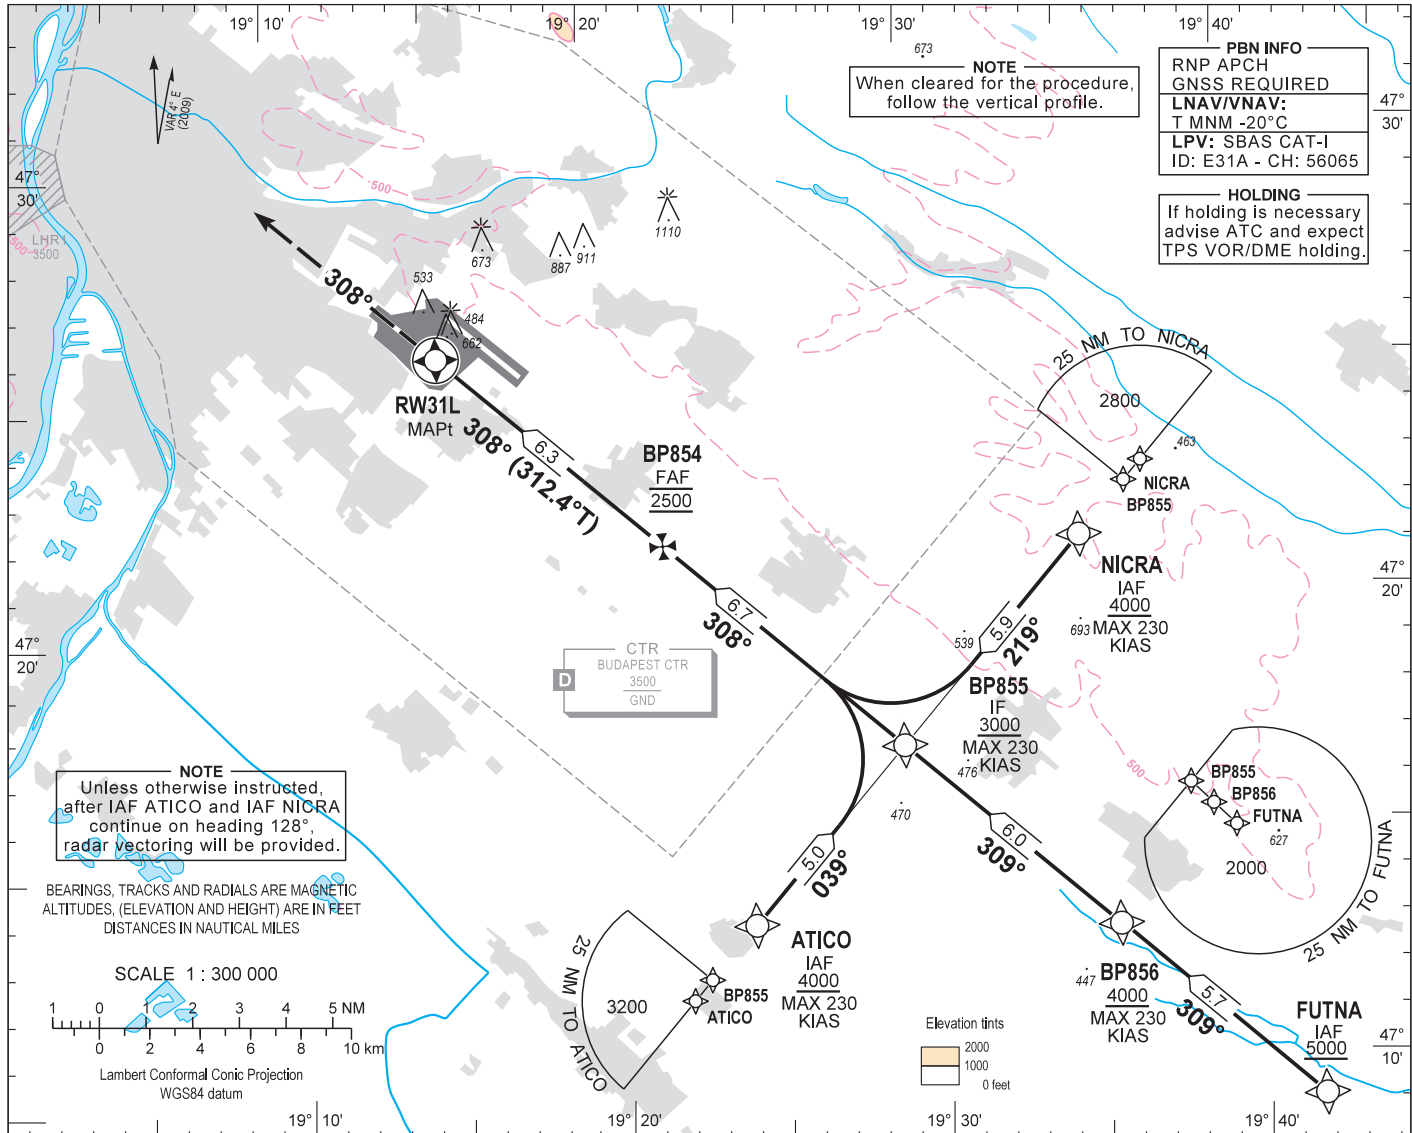 19° 10'
19° 20'
19° 30'
19° 40'
673
NOTE
When cleared for the procedure,
follow the vertical profile.
PBN INFO
RNP APCH
GNSS REQUIRED
LNAV/VNAV:
T MNM -20°C
LPV: SBAS CAT-I
ID: E31A - CH: 56065
47°
30'
VAR 4° E
(2009)
47°
30'
500
HOLDING
If holding is necessary
advise ATC and expect
TPS VOR/DME holding.
LHR1
3500
500
1110
673
887
911
533
484
662
308°
RW31L
MAPt
308° (312.4°T)
6.3
BP854
FAF
2500
25 NM TO NICRA
2800
463
NICRA
BP855
NICRA
IAF
4000
MAX 230
KIAS
693
539
5.9
219°
47°
20'
47°
20'
6.7
308°
CTR
BUDAPEST CTR
3500
GND
D
BP855
IF
3000
MAX 230
KIAS
476
470
500
BP855
BP856
FUTNA
627
2000
25 NM TO FUTNA
NOTE
Unless otherwise instructed,
after IAF ATICO and IAF NICRA
continue on heading 128°,
radar vectoring will be provided.
5.0
039°
6.0
309°
BEARINGS, TRACKS AND RADIALS ARE MAGNETIC
ALTITUDES, (ELEVATION AND HEIGHT) ARE IN FEET
DISTANCES IN NAUTICAL MILES
SCALE 1 : 300 000
1 0 1 2 3 4 5 NM
0 2 4 6 8 10 km
Lambert Conformal Conic Projection
WGS84 datum
25 NM TO ATICO
3200
BP855
ATICO
ATICO
IAF
4000
MAX 230
KIAS
447
BP856
4000
MAX 230
KIAS
5.7
309°
FUTNA
IAF
5000
47°
10'
Elevation tints
2000
1000
0 feet
19° 10'
19° 20'
19° 30'
19° 40'